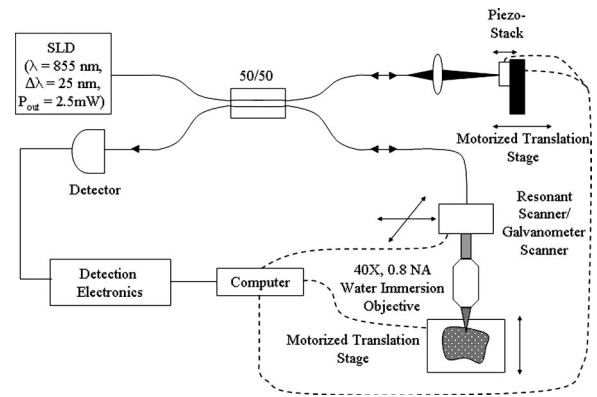 SLD
(λ = 855 nm,
Δλ = 25 nm,
Pout = 2.5mW)
50/50
Piezo-
Stack
Motorized Translation
Stage
Detector
Resonant
Scanner/
Galvanometer
Scanner
40X, 0.8 NA
Water Immersion
Objective
Detection
Electronics
Computer
Motorized Translation
Stage